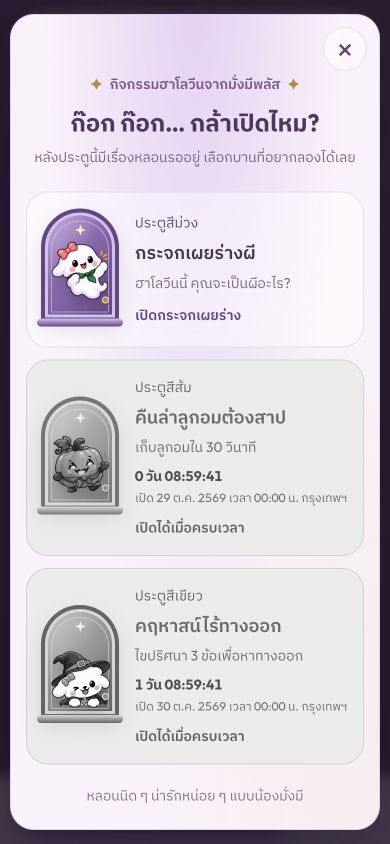 กิจกรรมฮาโลวีนจากมั่งมีพลัส
ก๊อก ก๊อก... กล้าเปิดไหม?
หลังประตูนี้มีเรื่องหลอนรออยู่ เลือกบานที่อยากลองได้เลย
ประตูสีม่วง
กระจกเผยร่างผี
ฮาโลวีนนี้ คุณจะเป็นผีอะไร?
เปิดกระจกเผยร่าง
ประตูสีส้ม
คืนล่าลูกอมต้องสาป
เก็บลูกอมใน 30 วินาที
0 วัน 08:59:41
เปิด 29 ต.ค. 2569 เวลา 00:00 น. กรุงเทพฯ
เปิดได้เมื่อครบเวลา
ประตูสีเขียว
คฤหาสน์ไร้ทางออก
ไขปริศนา 3 ข้อเพื่อหาทางออก
1 วัน 08:59:41
เปิด 30 ต.ค. 2569 เวลา 00:00 น. กรุงเทพฯ
เปิดได้เมื่อครบเวลา
หลอนนิด ๆ น่ารักหน่อย ๆ แบบน้องมั่งมี